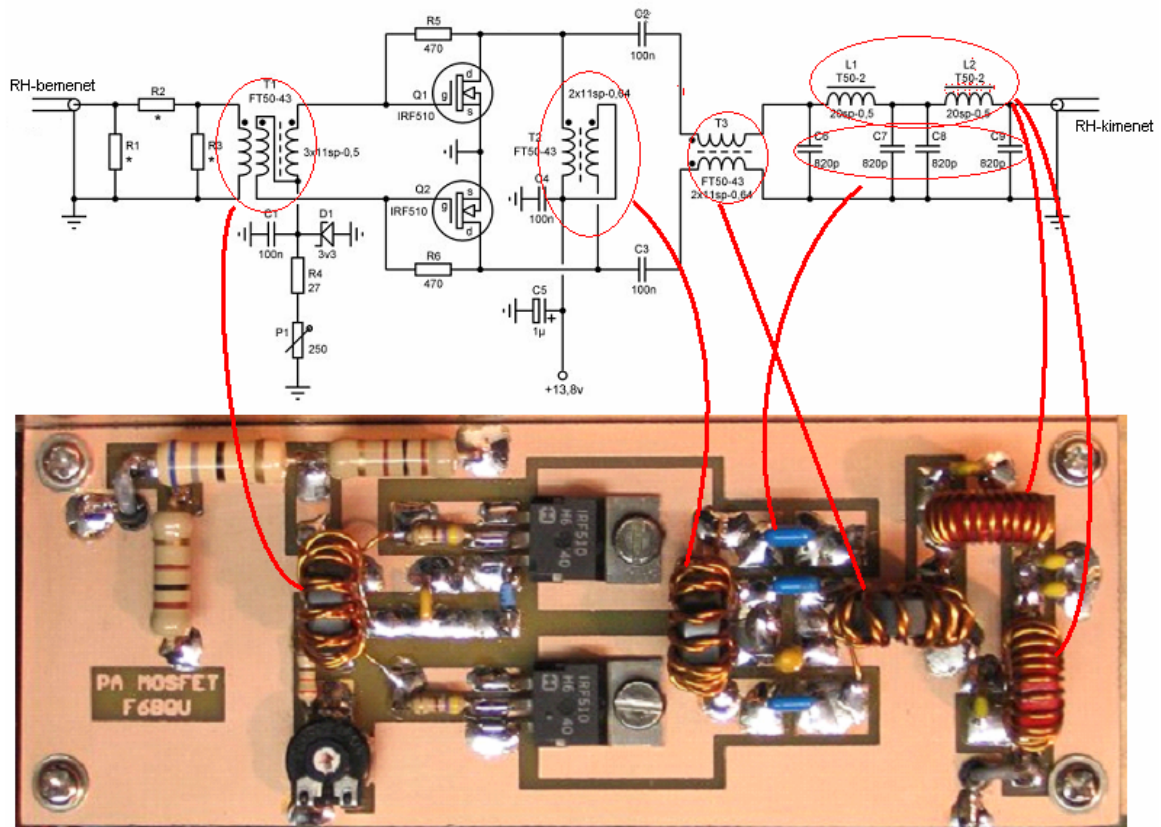 RH-bemenet
R2
*
R1
*
R3
*
T1
FT50-43
3x11sp-0,5
C1
100n
D1
3v3
R4
27
P1
250
R5
470
Q1
g
d
s
IRF510
Q2
s
g
d
IRF510
R6
470
2x11sp-0,64
T2
FT50-43
C4
100n
C5
+
1µ
+13,8v
C2
100n
C3
100n
T3
FT50-43
2x11sp-0,64
L1
T50-2
20sp-0,5
L2
T50-2
20sp-0,5
C6
820p
C7
820p
C8
820p
C9
820p
RH-kimenet
IRF510
H6 40
IRF510
H6 40
PA MOSFET
F6BQU